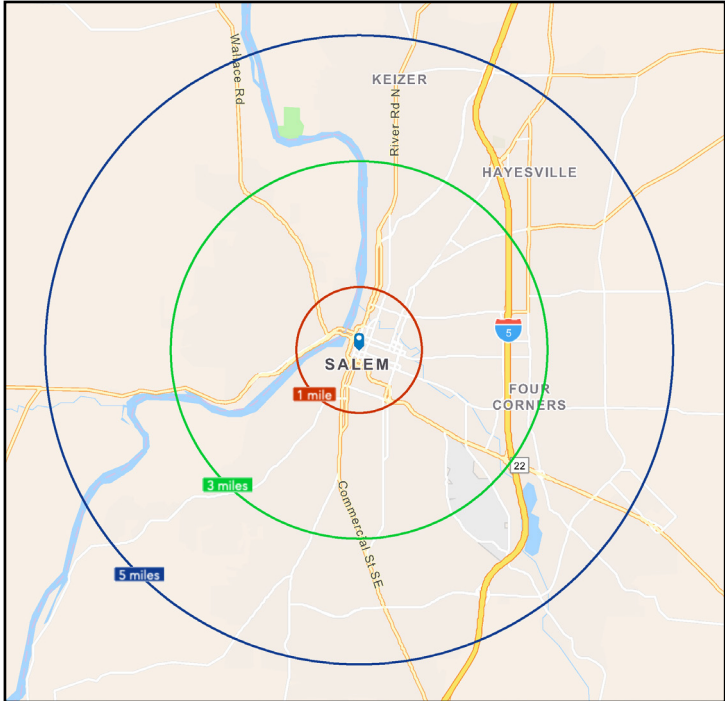 Wallace Rd
KEIZER
River Rd N
HAYESVILLE
5
SALEM
1 mile
FOUR
CORNERS
22
3 miles
Commercial St SE
5 miles